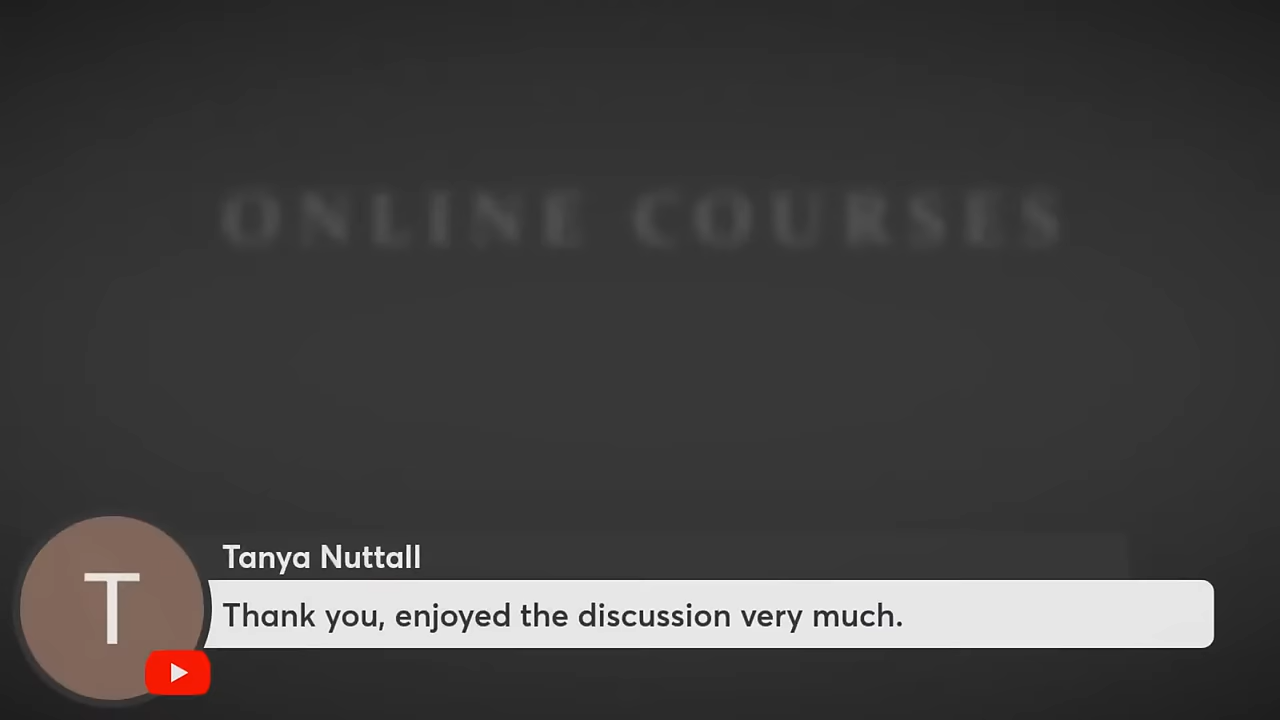 ONLINE COURSES
T
Tanya Nuttall
Thank you, enjoyed the discussion very much.